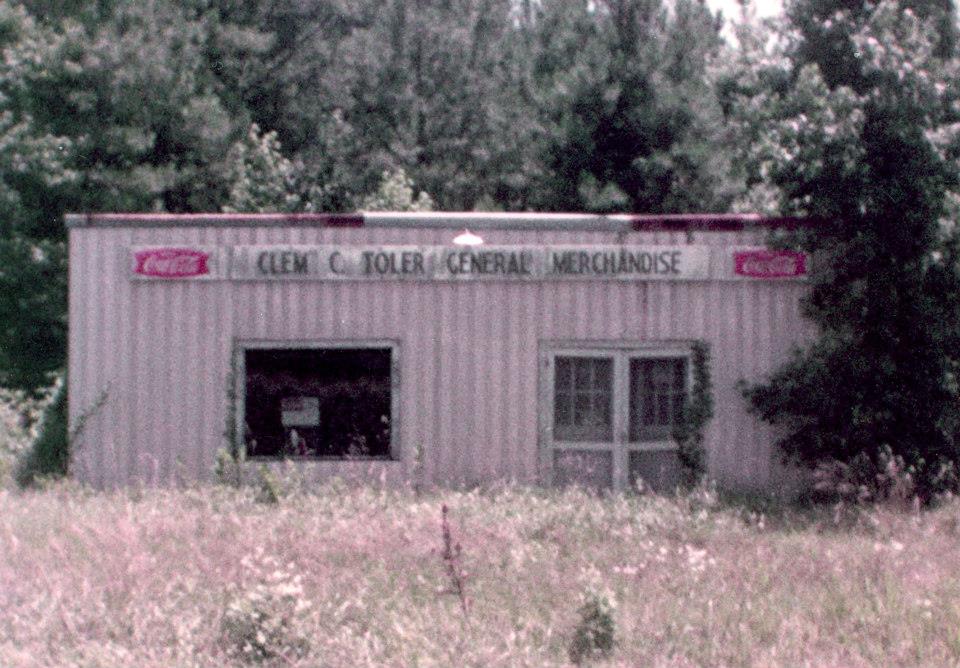 Coca-Cola CLEM C. TOLER GENERAL MERCHANDISE Coca-Cola